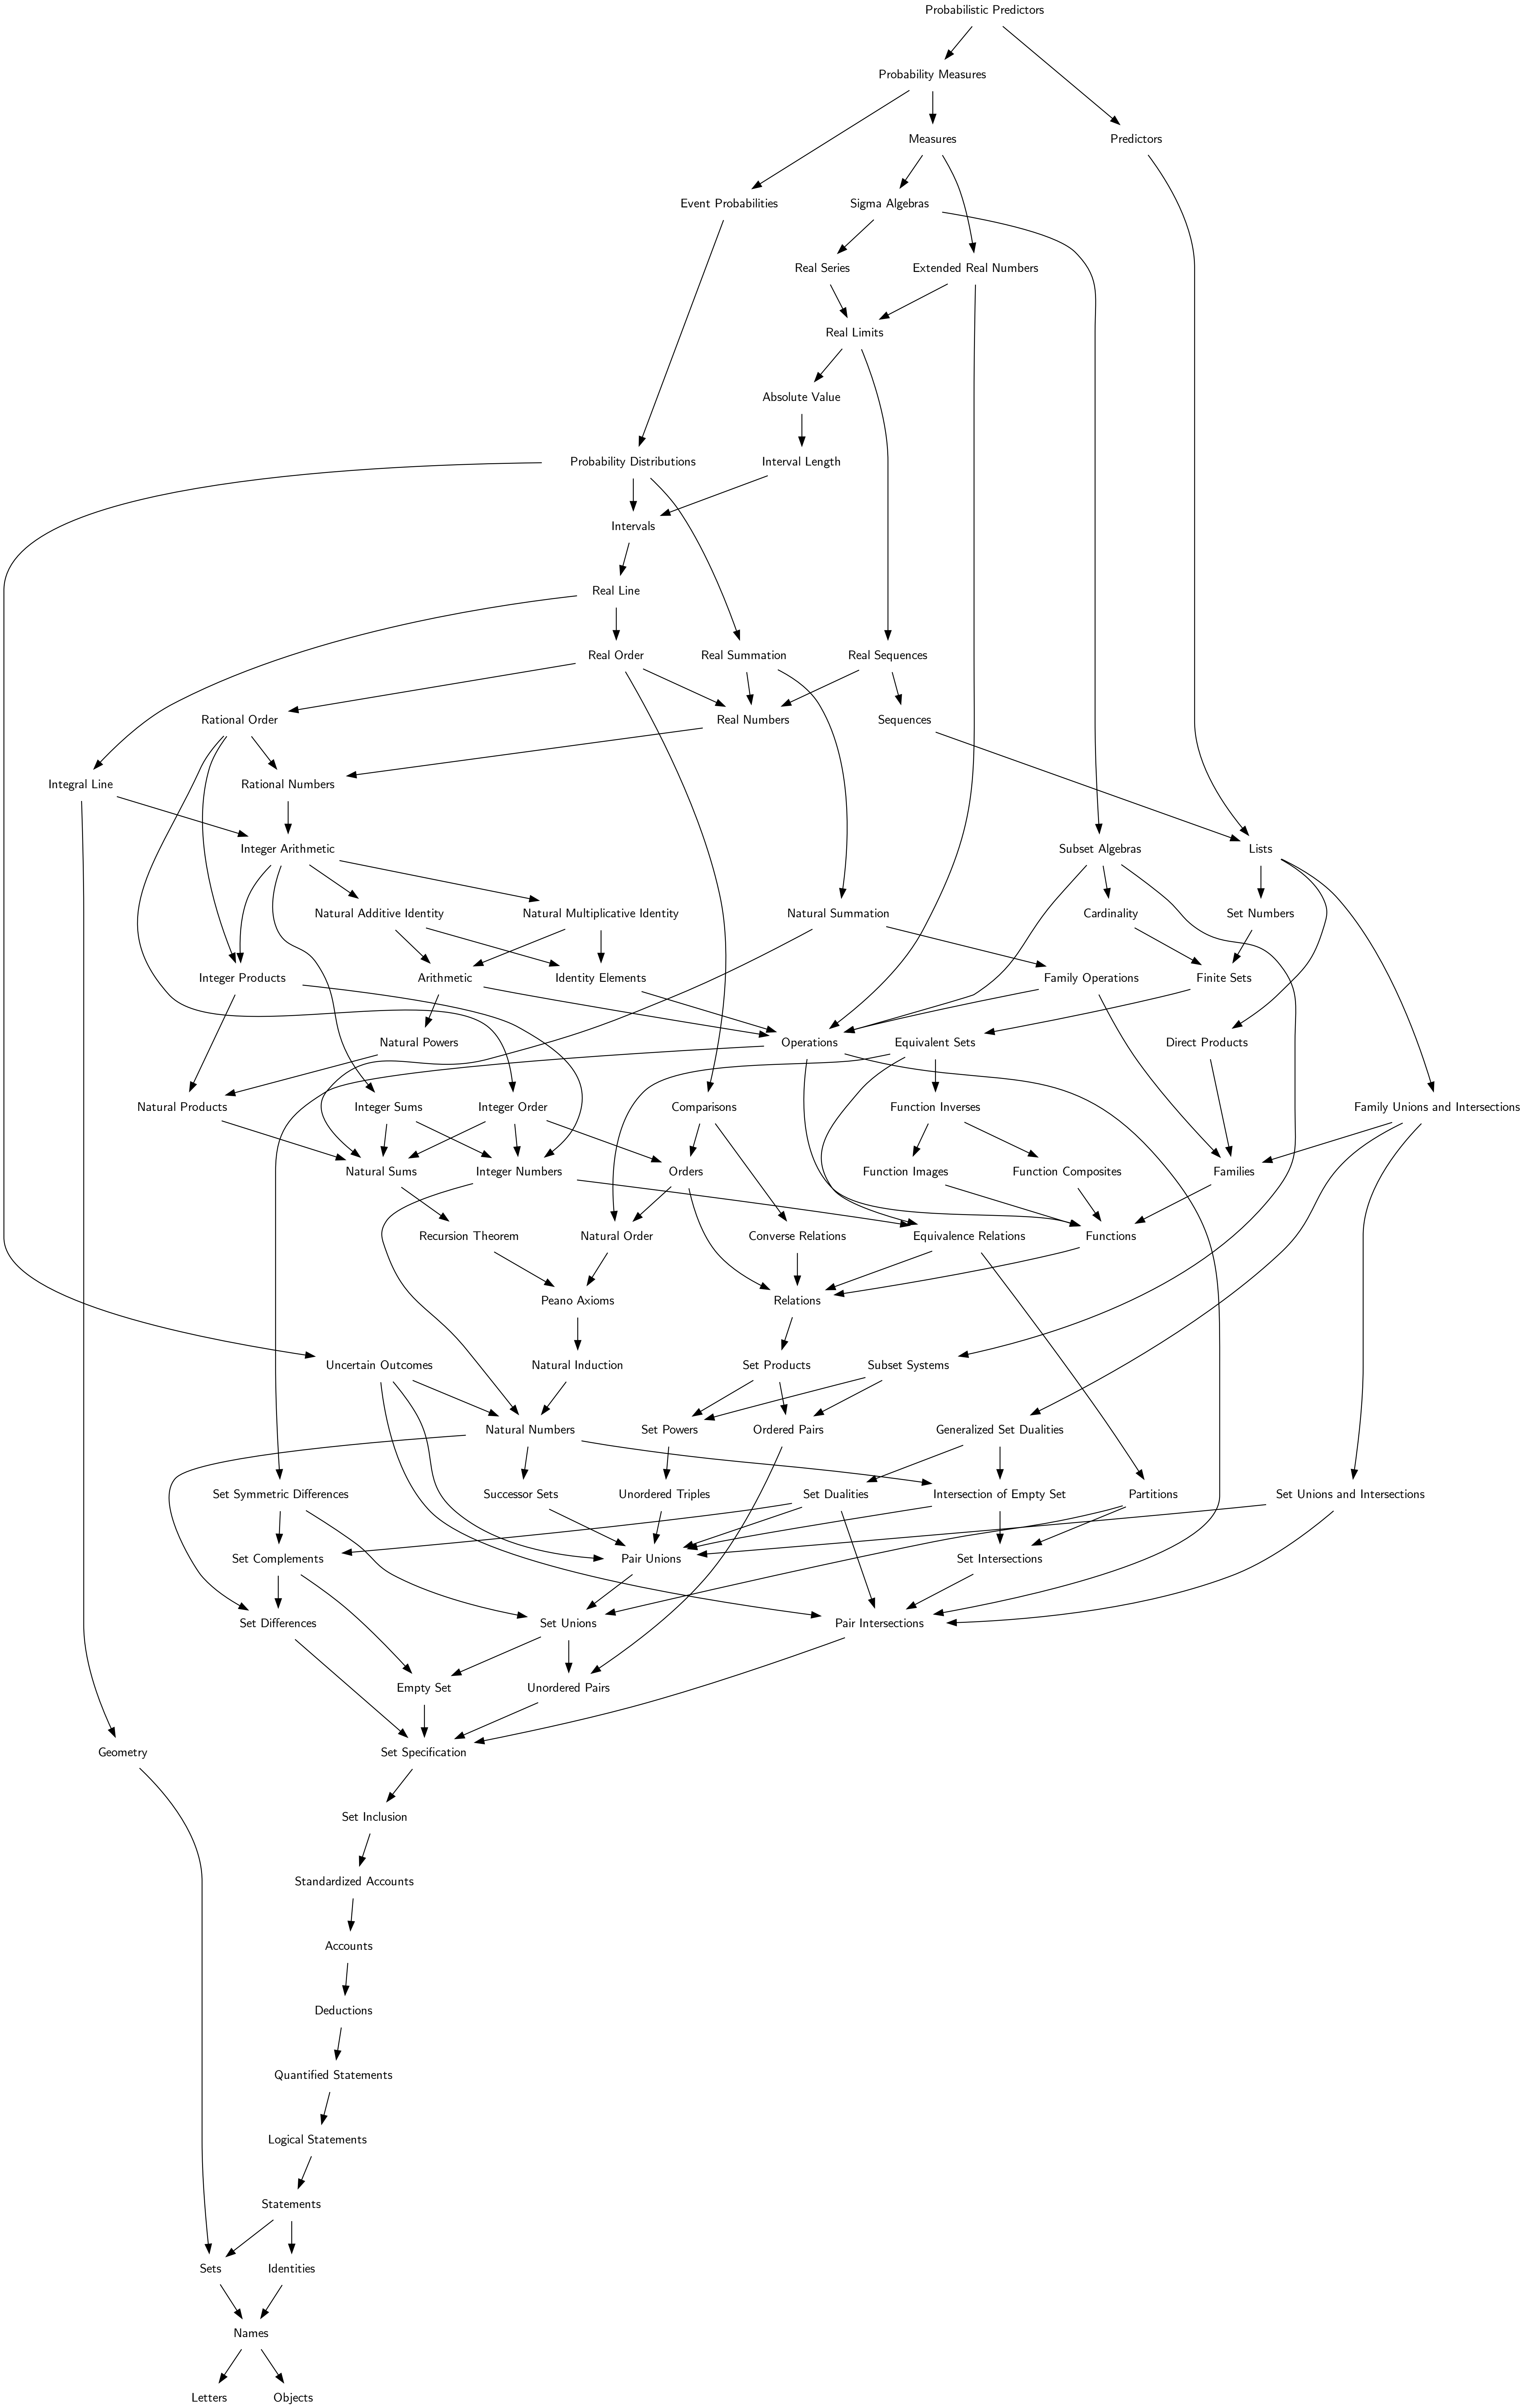 Probabilistic Predictors
Probability Measures
Measures
Predictors
Event Probabilities
Sigma Algebras
Real Series
Extended Real Numbers
Real Limits
Absolute Value
Probability Distributions
Interval Length
Intervals
Real Line
Real Order
Real Summation
Real Sequences
Rational Order
Real Numbers
Sequences
Integral Line
Rational Numbers
Integer Arithmetic
Subset Algebras
Lists
Natural Additive Identity
Natural Multiplicative Identity
Natural Summation
Cardinality
Set Numbers
Integer Products
Arithmetic
Identity Elements
Family Operations
Finite Sets
Natural Powers
Operations
Equivalent Sets
Direct Products
Natural Products
Integer Sums
Integer Order
Comparisons
Function Inverses
Family Unions and Intersections
Natural Sums
Integer Numbers
Orders
Function Images
Function Composites
Families
Recursion Theorem
Natural Order
Converse Relations
Equivalence Relations
Functions
Peano Axioms
Relations
Uncertain Outcomes
Natural Induction
Set Products
Subset Systems
Natural Numbers
Set Powers
Ordered Pairs
Generalized Set Dualities
Set Symmetric Differences
Successor Sets
Unordered Triples
Set Dualities
Intersection of Empty Set
Partitions
Set Unions and Intersections
Set Complements
Pair Unions
Set Intersections
Set Differences
Set Unions
Pair Intersections
Empty Set
Unordered Pairs
Geometry
Set Specification
Set Inclusion
Standardized Accounts
Accounts
Deductions
Quantified Statements
Logical Statements
Statements
Sets
Identities
Names
Letters
Objects